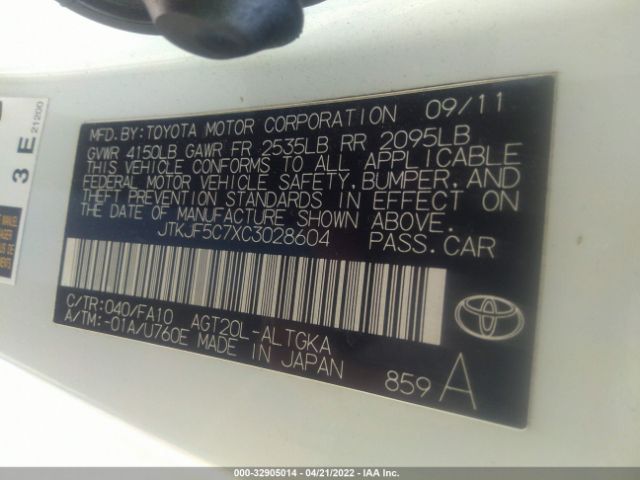 21200
3 E
MFD.BY:TOYOTA MOTOR CORPORATION 09/11
GVWR 4150LB GAWR FR 2535LB RR 2095LB
THIS VEHICLE CONFORMS TO ALL APPLICABLE
FEDERAL MOTOR VEHICLE SAFETY,BUMPER,AND
THEFT PREVENTION STANDARDS IN EFFECT ON
THE DATE OF MANUFACTURE SHOWN ABOVE.
JTKJF5C7XC3028604 PASS.CAR
C/TR:040/FA10 AGT20L-ALTGKA
A/TM:-01A/U760E MADE IN JAPAN
TOYOTA
859 A
000-32905014 - 04/21/2022 - IAA Inc.